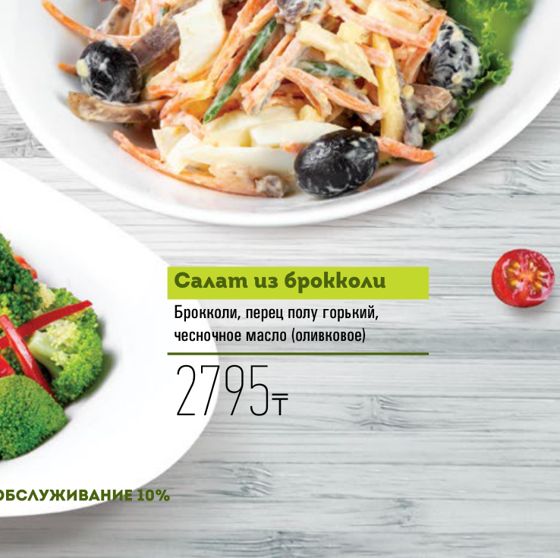 Салат из брокколи
Брокколи, перец полу горький,
чесночное масло (оливковое)
2795₸
ОБСЛУЖИВАНИЕ 10%